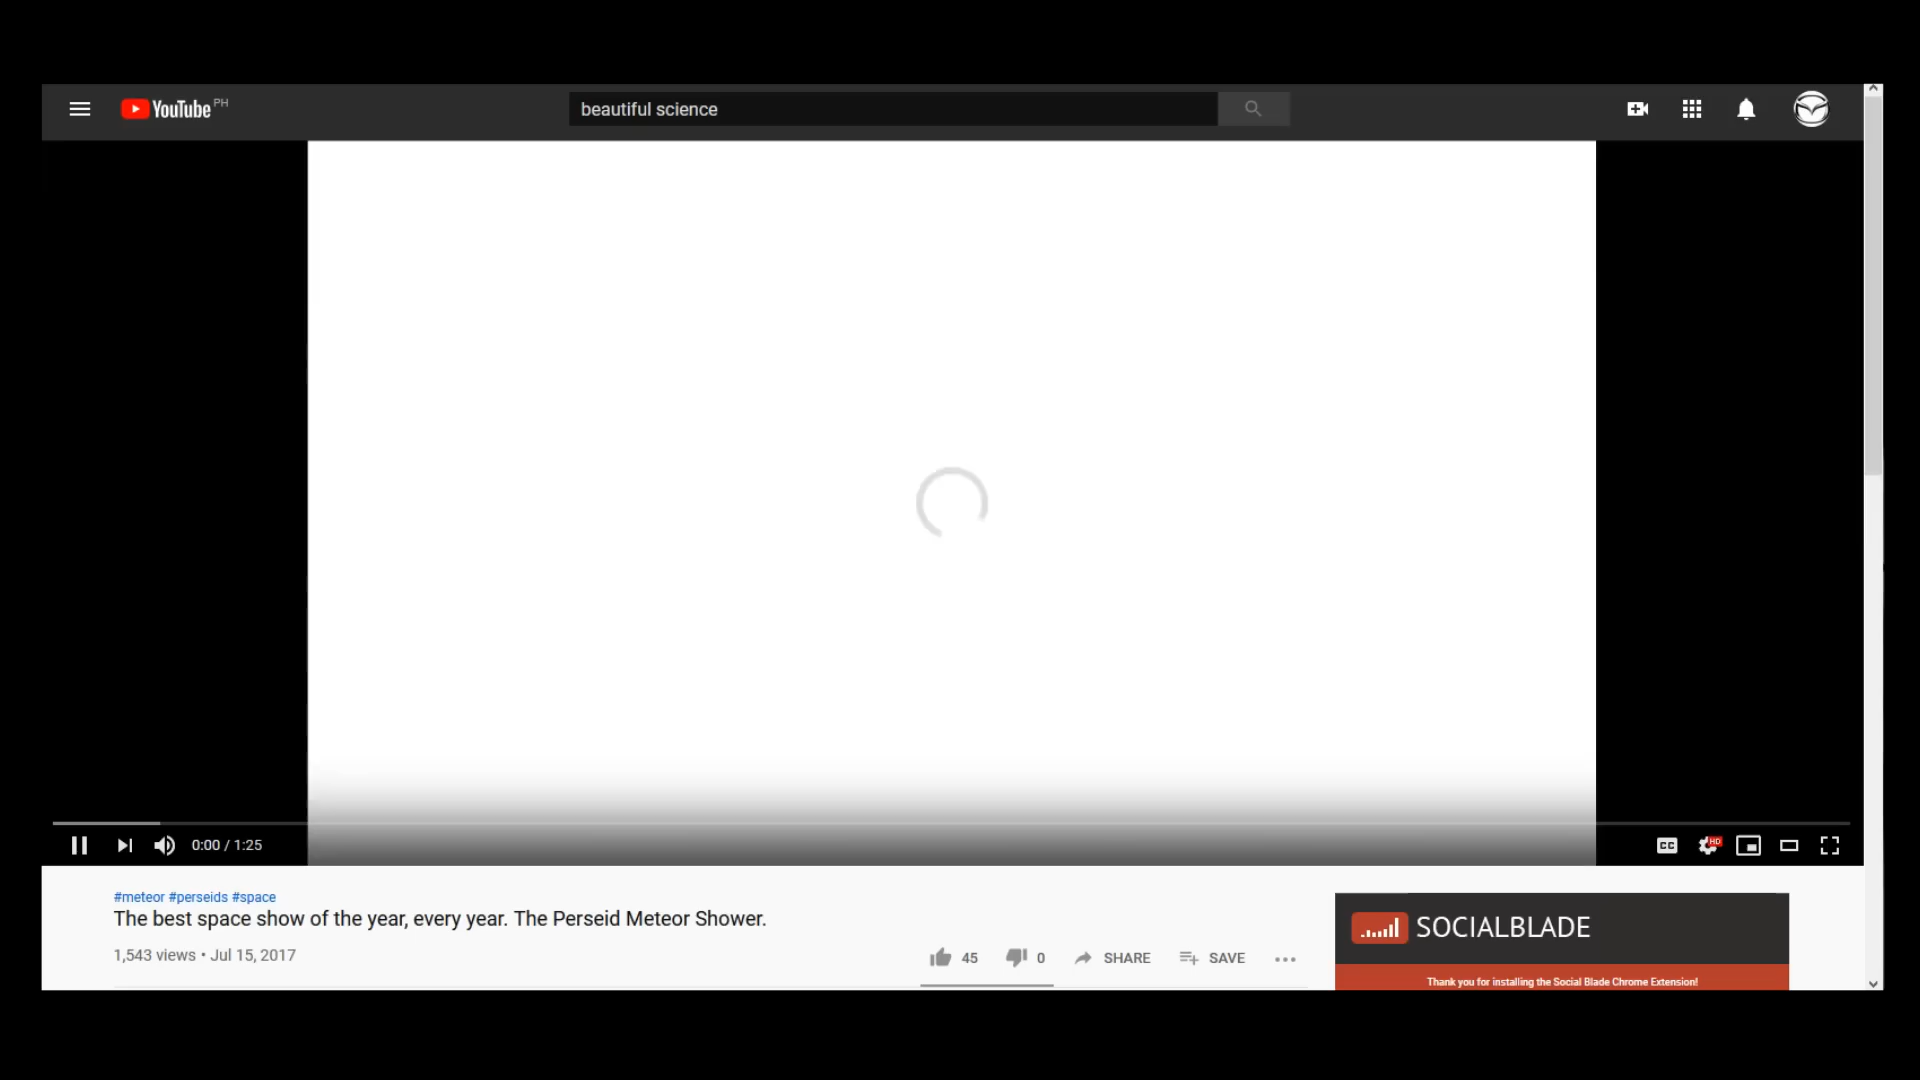 YouTube PH
beautiful science
0:00 / 1:25
CC
HD
#meteor #perseids #space
The best space show of the year, every year. The Perseid Meteor Shower.
1,543 views • Jul 15, 2017
45
0
SHARE
SAVE
SOCIALBLADE
Thank you for installing the Social Blade Chrome Extension!